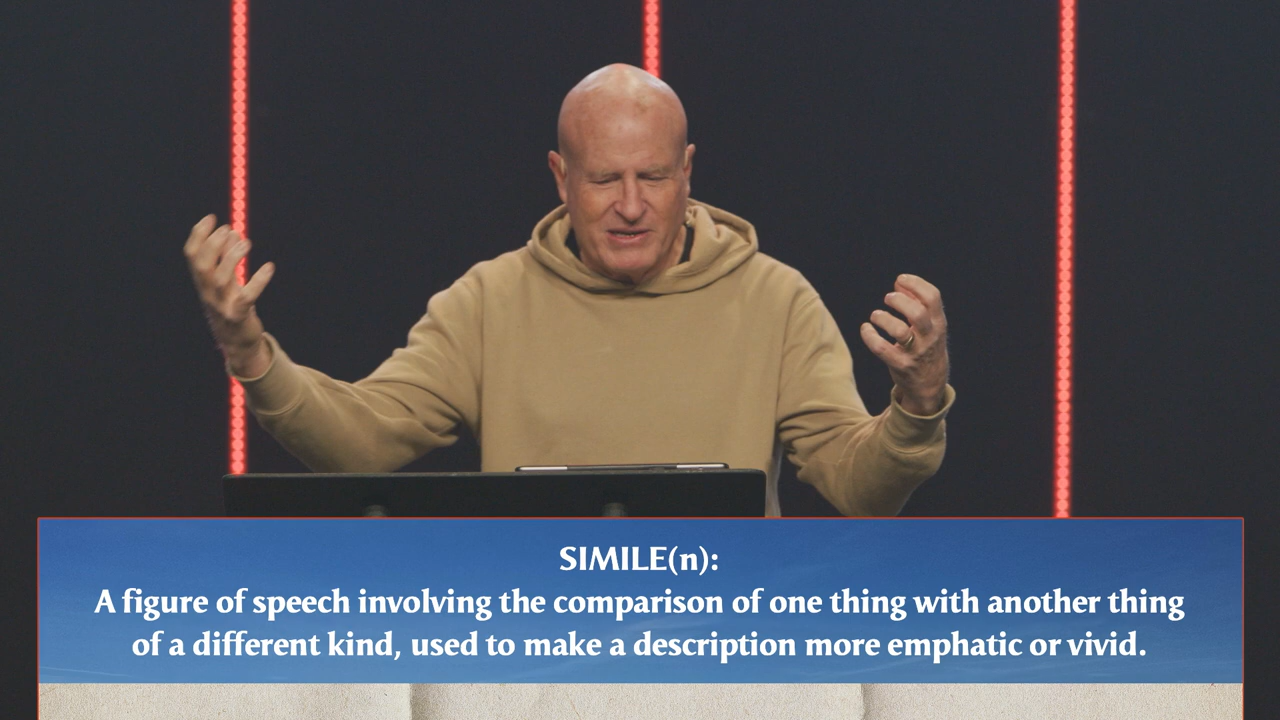 SIMILE(n):
A figure of speech involving the comparison of one thing with another thing
of a different kind, used to make a description more emphatic or vivid.